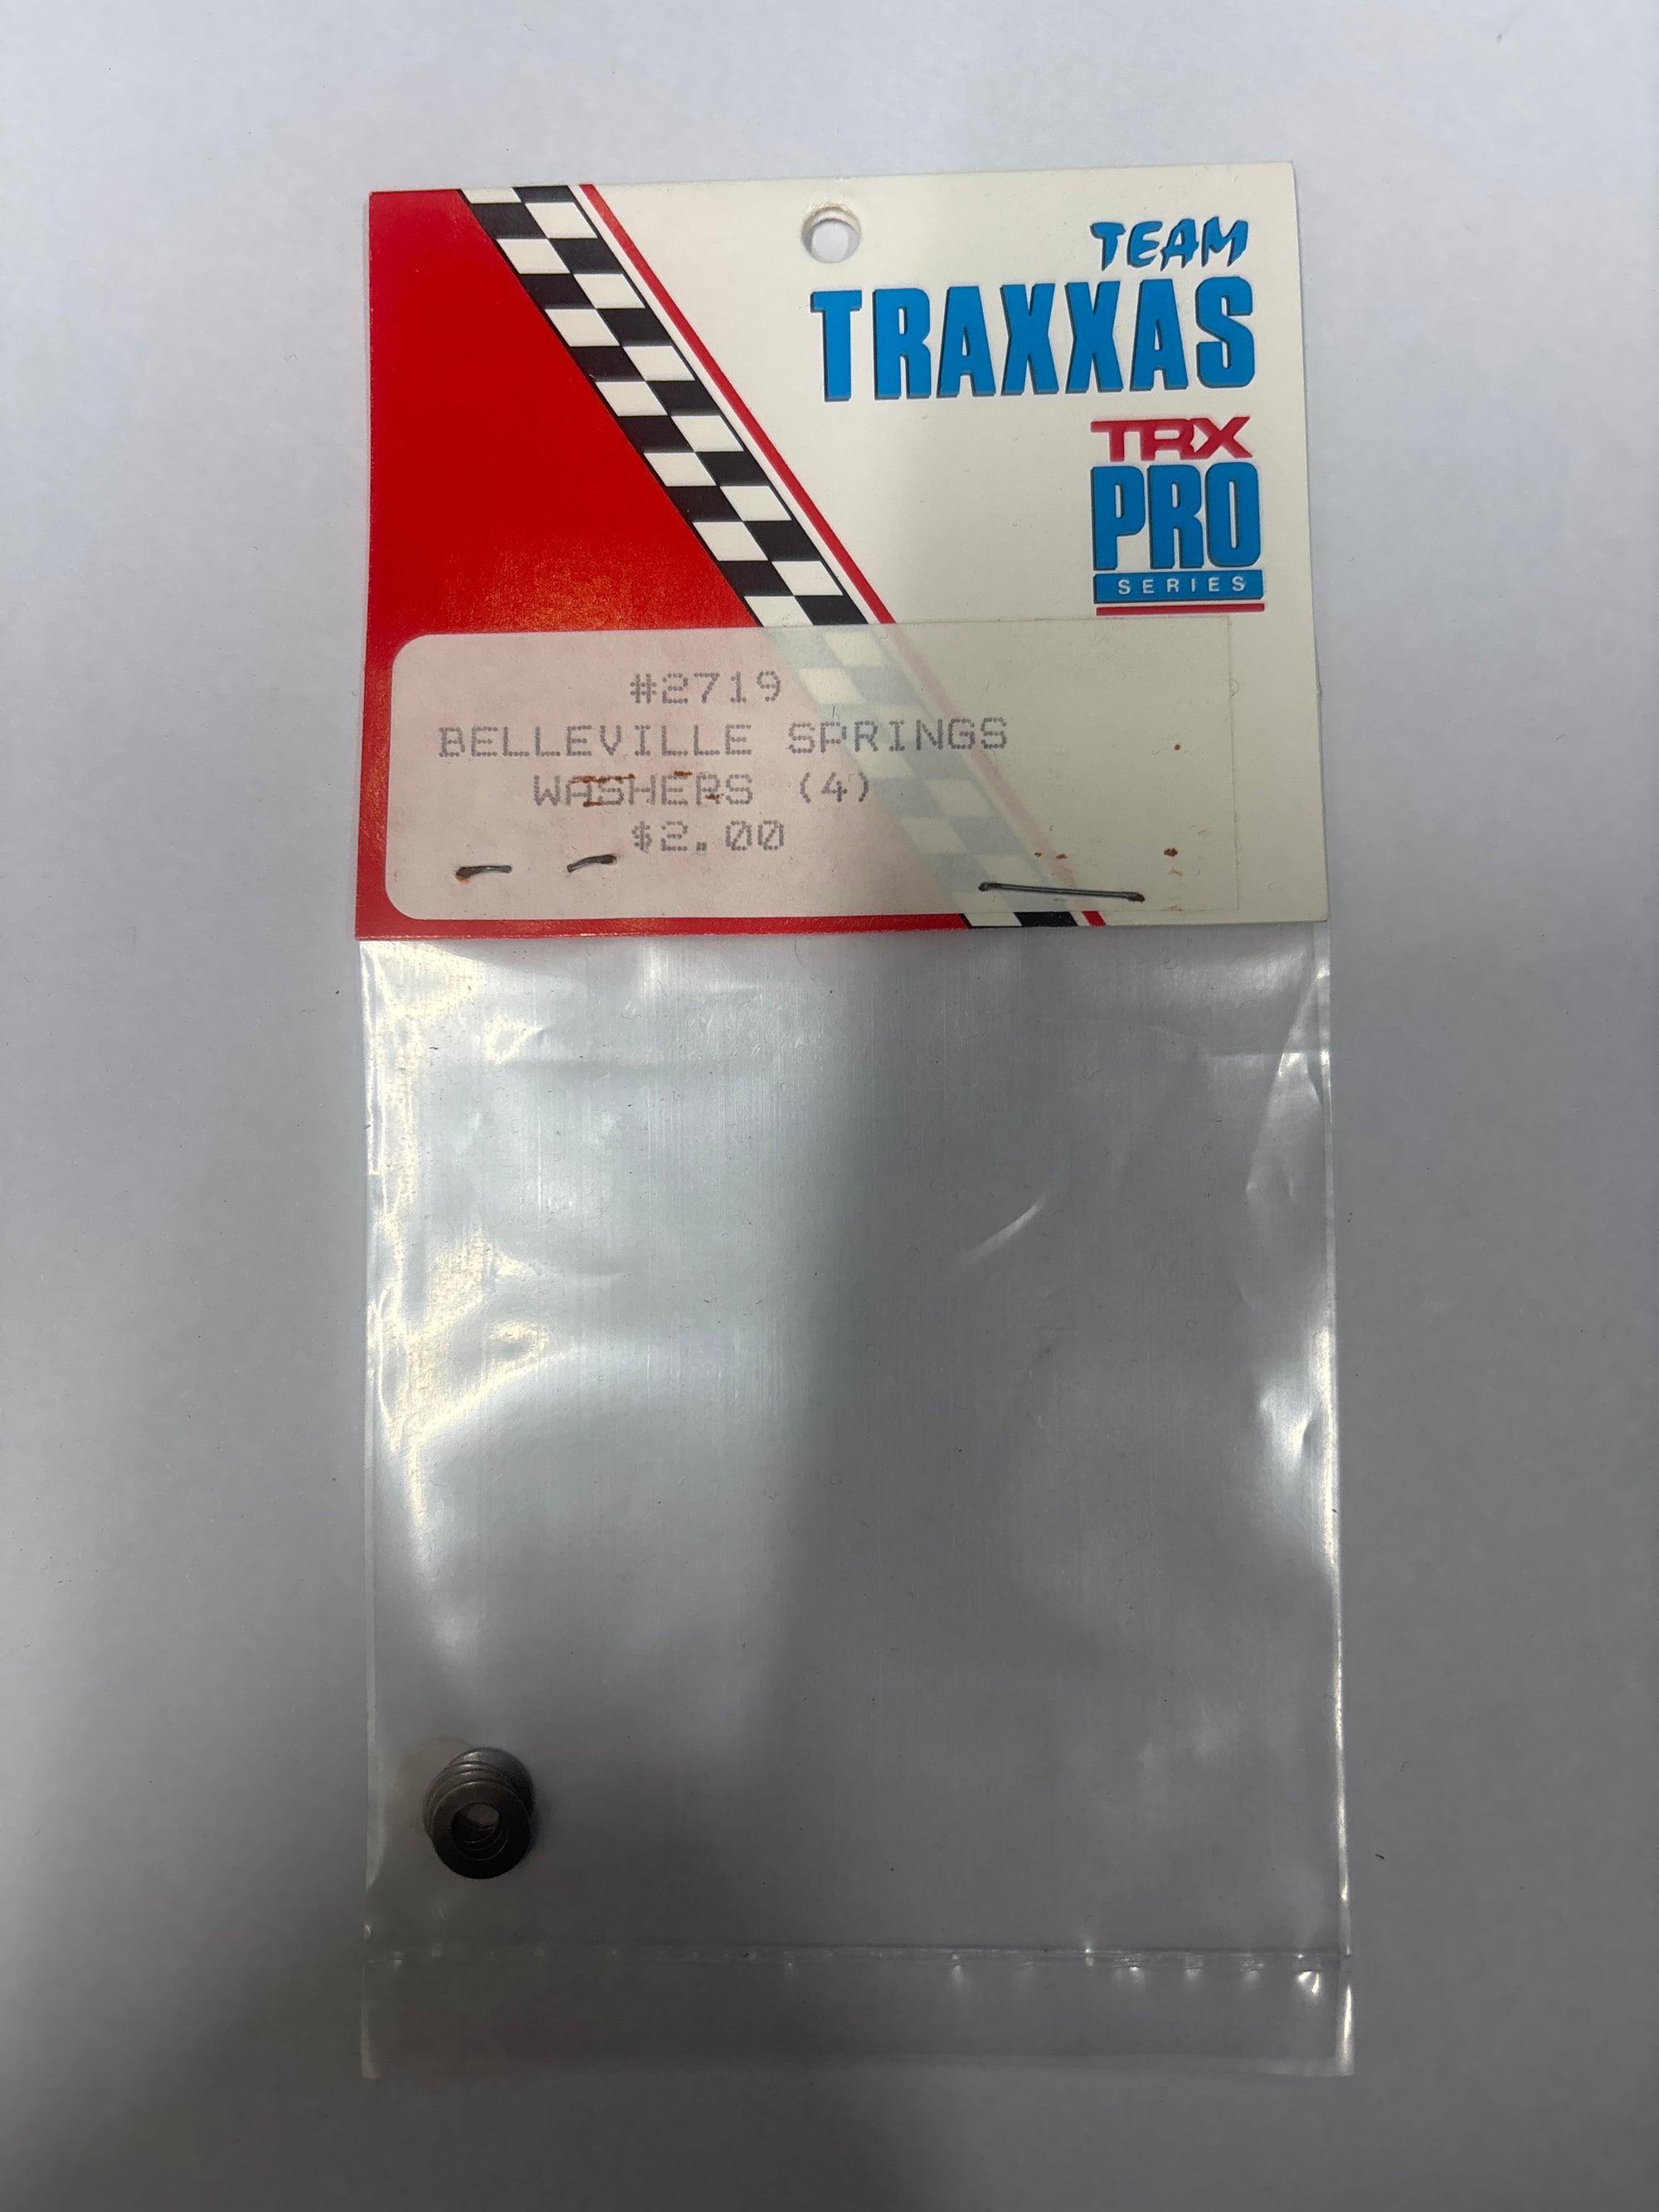 TEAM
TRAXXAS
TRX
PRO
SERIES
#2719
BELLEVILLE SPRINGS
WASHERS (4)
$2.00